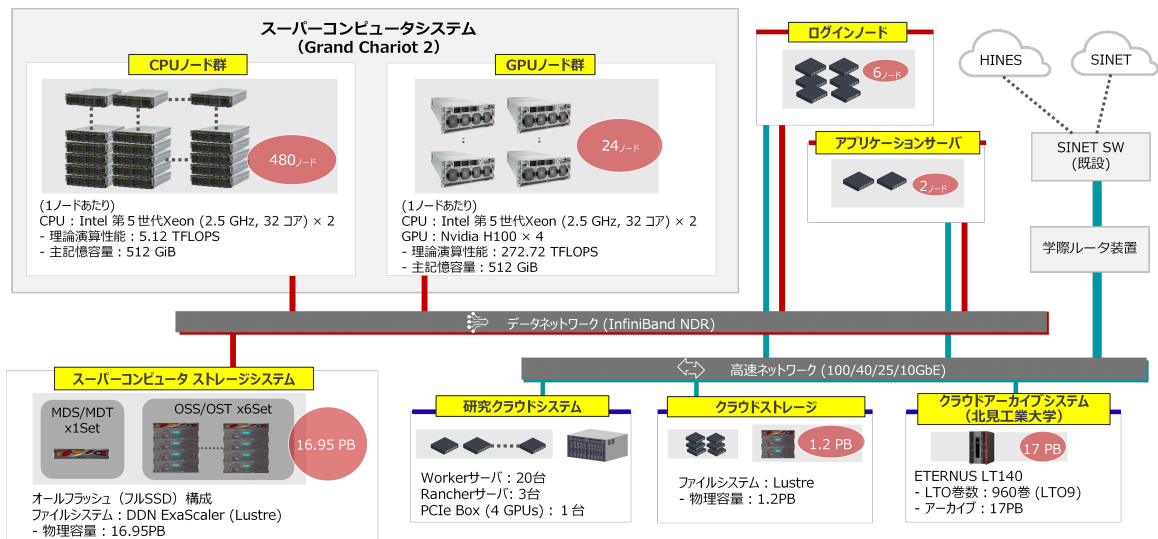 スーパーコンピュータシステム
（Grand Chariot 2）
CPUノード群
480ノード
(1ノードあたり)
CPU：Intel 第５世代Xeon (2.5 GHz, 32 コア) × 2
- 理論演算性能：5.12 TFLOPS
- 主記憶容量：512 GiB
GPUノード群
24ノード
(1ノードあたり)
CPU：Intel 第５世代Xeon (2.5 GHz, 32 コア) × 2
GPU：Nvidia H100 × 4
- 理論演算性能：272.72 TFLOPS
- 主記憶容量：512 GiB
ログインノード
6ノード
アプリケーションサーバ
2ノード
HINES
SINET
SINET SW
(既設)
学際ルータ装置
データネットワーク (InfiniBand NDR)
高速ネットワーク (100/40/25/10GbE)
スーパーコンピュータ ストレージシステム
MDS/MDT
x1Set
OSS/OST x6Set
16.95 PB
オールフラッシュ（フルSSD）構成
ファイルシステム：DDN ExaScaler (Lustre)
- 物理容量：16.95PB
研究クラウドシステム
Workerサーバ：20台
Rancherサーバ：3台
PCIe Box (4 GPUs)：１台
クラウドストレージ
1.2 PB
ファイルシステム：Lustre
- 物理容量：1.2PB
クラウドアーカイブシステム
（北見工業大学）
17 PB
ETERNUS LT140
- LTO巻数：960巻 (LTO9)
- アーカイブ：17PB